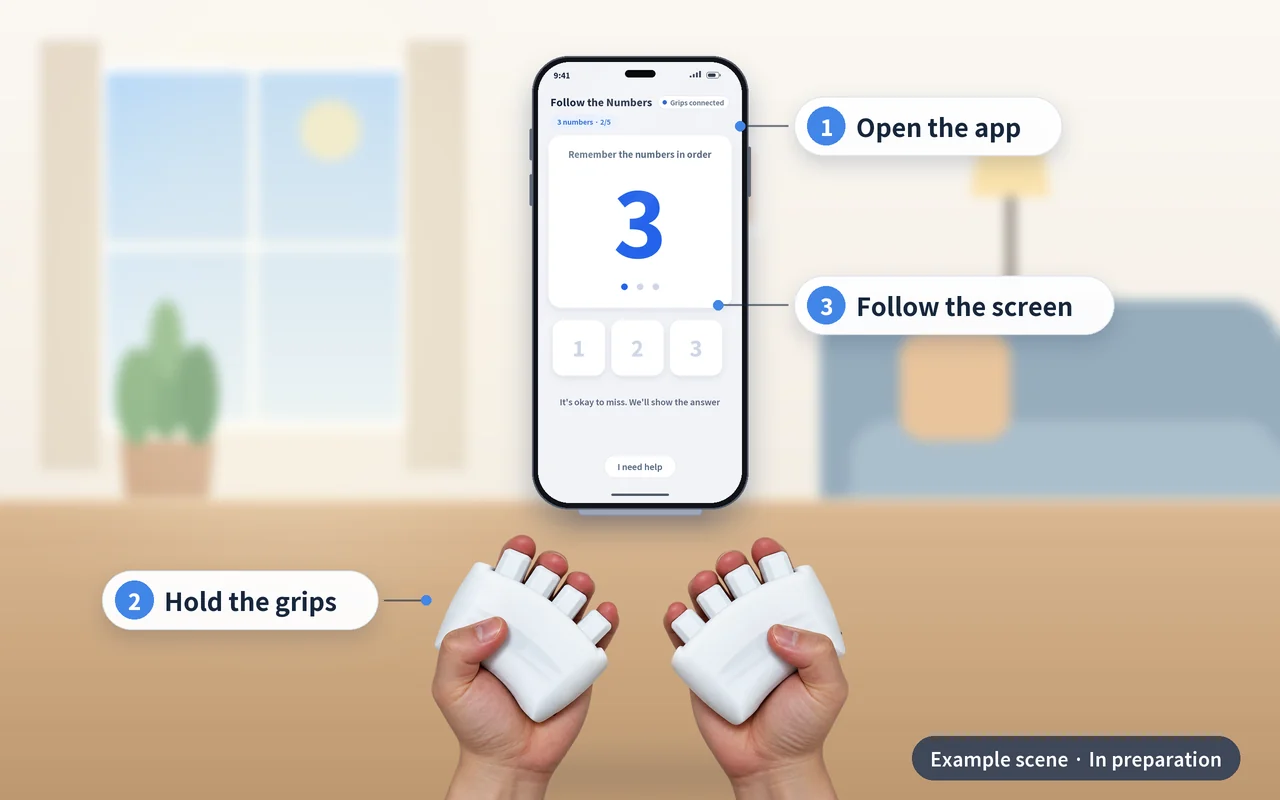 9:41
Follow the Numbers
Grips connected
3 numbers · 2/5
Remember the numbers in order
3
1 2 3
It's okay to miss. We'll show the answer
I need help
1 Open the app
3 Follow the screen
2 Hold the grips
Example scene · In preparation